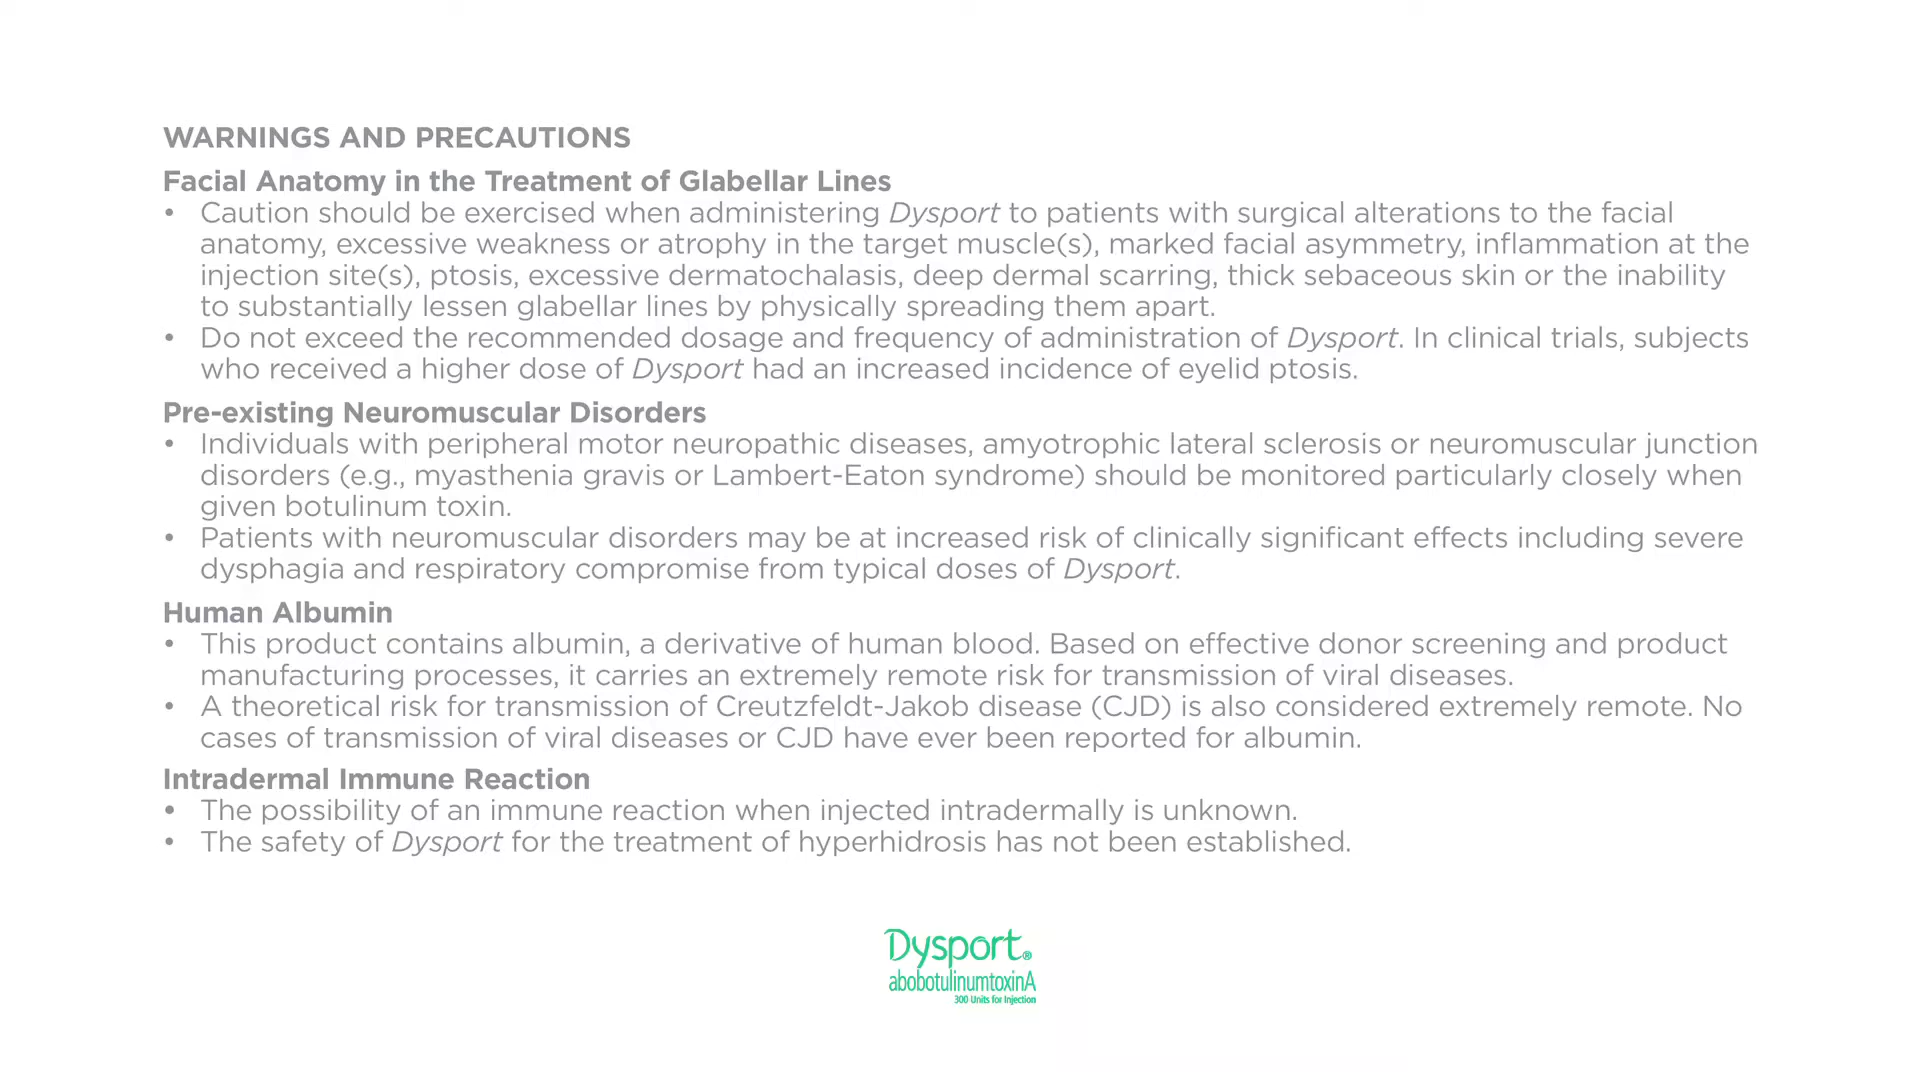 WARNINGS AND PRECAUTIONS
Facial Anatomy in the Treatment of Glabellar Lines
• Caution should be exercised when administering Dysport to patients with surgical alterations to the facial
anatomy, excessive weakness or atrophy in the target muscle(s), marked facial asymmetry, inflammation at the
injection site(s), ptosis, excessive dermatochalasis, deep dermal scarring, thick sebaceous skin or the inability
to substantially lessen glabellar lines by physically spreading them apart.
• Do not exceed the recommended dosage and frequency of administration of Dysport. In clinical trials, subjects
who received a higher dose of Dysport had an increased incidence of eyelid ptosis.
Pre-existing Neuromuscular Disorders
• Individuals with peripheral motor neuropathic diseases, amyotrophic lateral sclerosis or neuromuscular junction
disorders (e.g., myasthenia gravis or Lambert-Eaton syndrome) should be monitored particularly closely when
given botulinum toxin.
• Patients with neuromuscular disorders may be at increased risk of clinically significant effects including severe
dysphagia and respiratory compromise from typical doses of Dysport.
Human Albumin
• This product contains albumin, a derivative of human blood. Based on effective donor screening and product
manufacturing processes, it carries an extremely remote risk for transmission of viral diseases.
• A theoretical risk for transmission of Creutzfeldt-Jakob disease (CJD) is also considered extremely remote. No
cases of transmission of viral diseases or CJD have ever been reported for albumin.
Intradermal Immune Reaction
• The possibility of an immune reaction when injected intradermally is unknown.
• The safety of Dysport for the treatment of hyperhidrosis has not been established.
Dysport®
abobotulinumtoxinA
300 Units for Injection